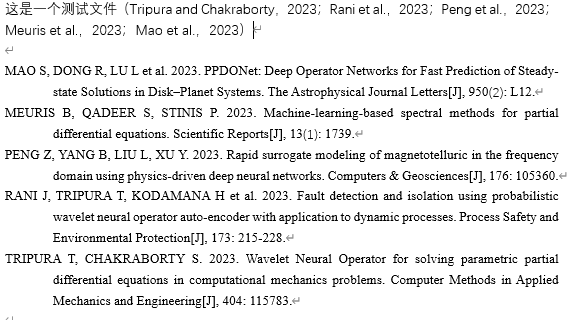 这是一个测试文件（Tripura and Chakraborty，2023；Rani et al.，2023；Peng et al.，2023；
Meuris et al.，2023；Mao et al.，2023）
MAO S, DONG R, LU L et al. 2023. PPDONet: Deep Operator Networks for Fast Prediction of Steady-
state Solutions in Disk–Planet Systems. The Astrophysical Journal Letters[J], 950(2): L12.
MEURIS B, QADEER S, STINIS P. 2023. Machine-learning-based spectral methods for partial
differential equations. Scientific Reports[J], 13(1): 1739.
PENG Z, YANG B, LIU L, XU Y. 2023. Rapid surrogate modeling of magnetotelluric in the frequency
domain using physics-driven deep neural networks. Computers & Geosciences[J], 176: 105360.
RANI J, TRIPURA T, KODAMANA H et al. 2023. Fault detection and isolation using probabilistic
wavelet neural operator auto-encoder with application to dynamic processes. Process Safety and
Environmental Protection[J], 173: 215-228.
TRIPURA T, CHAKRABORTY S. 2023. Wavelet Neural Operator for solving parametric partial
differential equations in computational mechanics problems. Computer Methods in Applied
Mechanics and Engineering[J], 404: 115783.